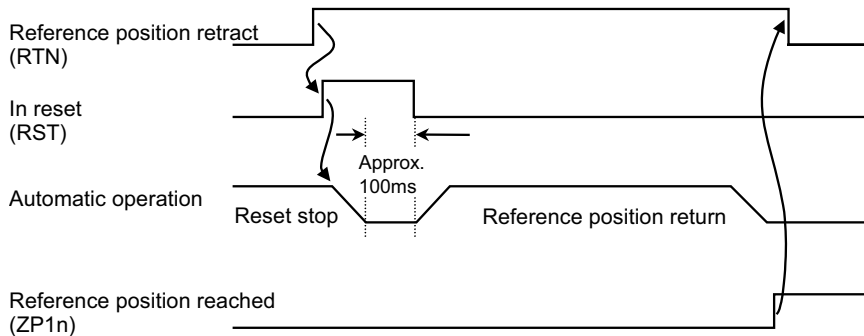 Reference position retract
(RTN)
In reset
(RST)
Approx.
100ms
Automatic operation
Reset stop
Reference position return
Reference position reached
(ZP1n)